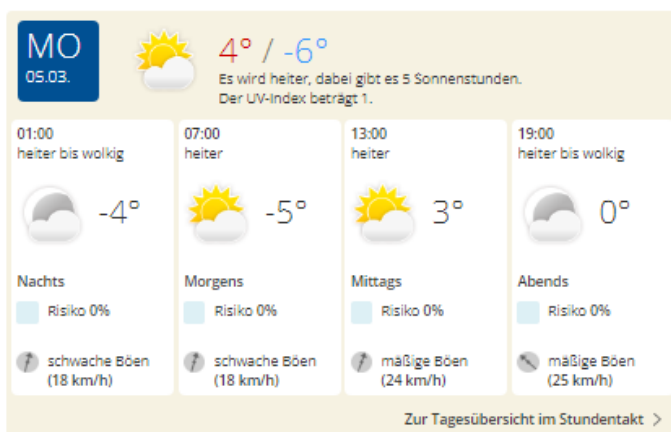 MO
05.03.
4° / -6°
Es wird heiter, dabei gibt es 5 Sonnenstunden.
Der UV-Index beträgt 1.
01:00
heiter bis wolkig
-4°
Nachts
Risiko 0%
schwache Böen
(18 km/h)
07:00
heiter
-5°
Morgens
Risiko 0%
schwache Böen
(18 km/h)
13:00
heiter
3°
Mittags
Risiko 0%
mäßige Böen
(24 km/h)
19:00
heiter bis wolkig
0°
Abends
Risiko 0%
mäßige Böen
(25 km/h)
Zur Tagesübersicht im Stundentakt >